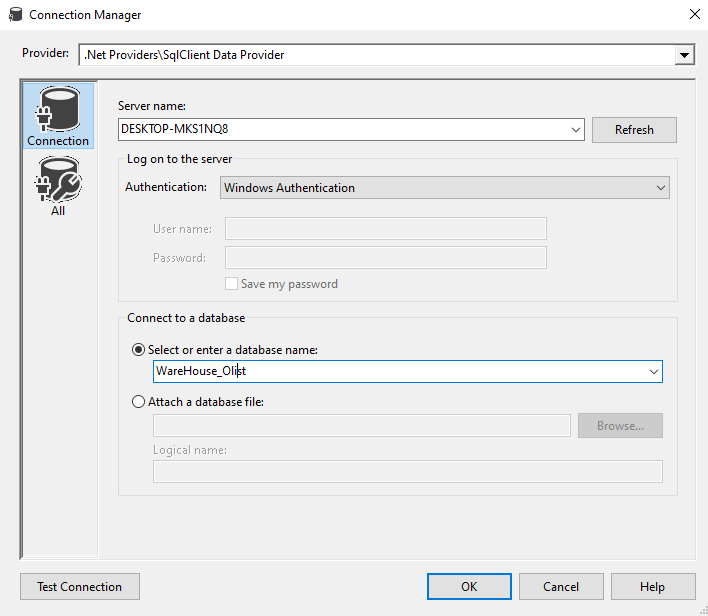 Connection Manager
Provider: .Net Providers\SqlClient Data Provider
Connection
All
Server name:
DESKTOP-MKS1NQ8
Refresh
Log on to the server
Authentication: Windows Authentication
User name:
Password:
Save my password
Connect to a database
Select or enter a database name:
WareHouse_Olist
Attach a database file:
Browse...
Logical name:
Test Connection OK Cancel Help